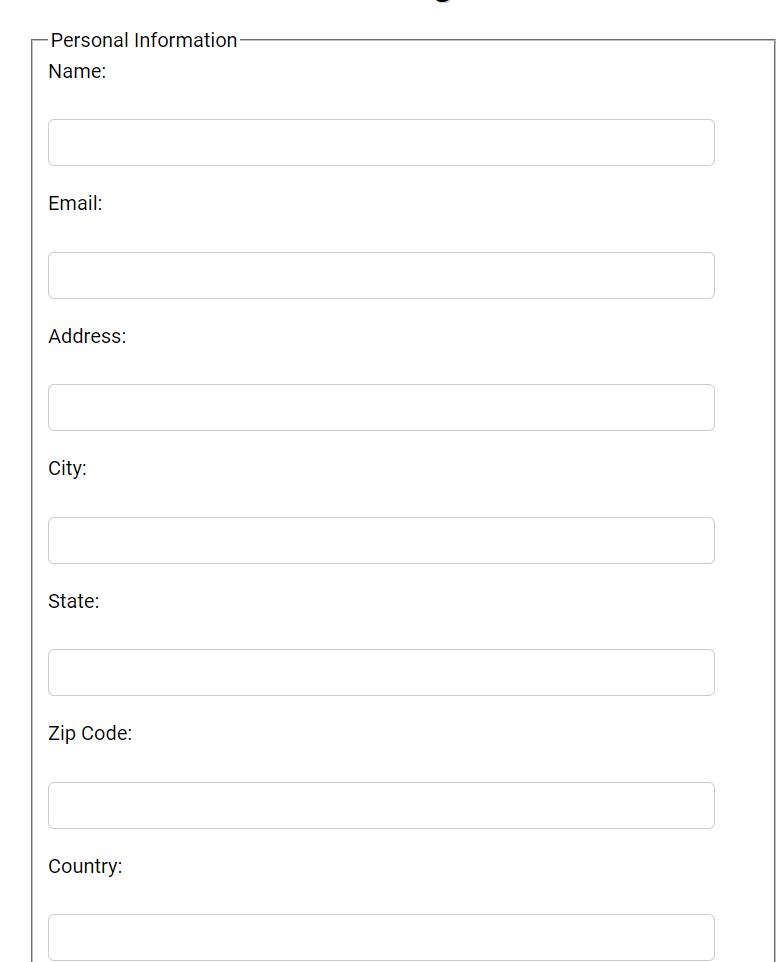 Personal Information
Name:
Email:
Address:
City:
State:
Zip Code:
Country: